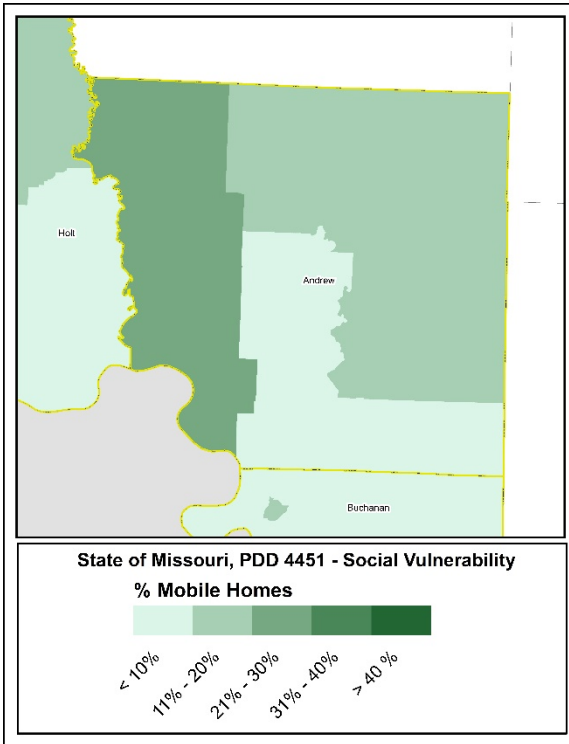 Holt
Andrew
Buchanan
State of Missouri, PDD 4451 - Social Vulnerability
% Mobile Homes
< 10%
11% - 20%
21% - 30%
31% - 40%
> 40 %